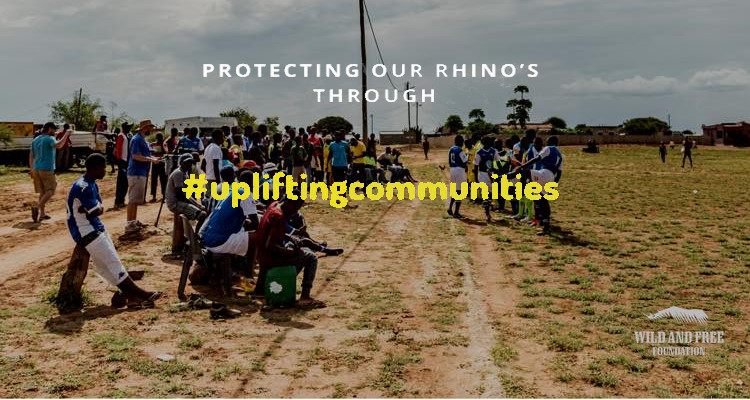 PROTECTING OUR RHINO'S
THROUGH
#upliftingcommunities
WILD AND FREE
FOUNDATION